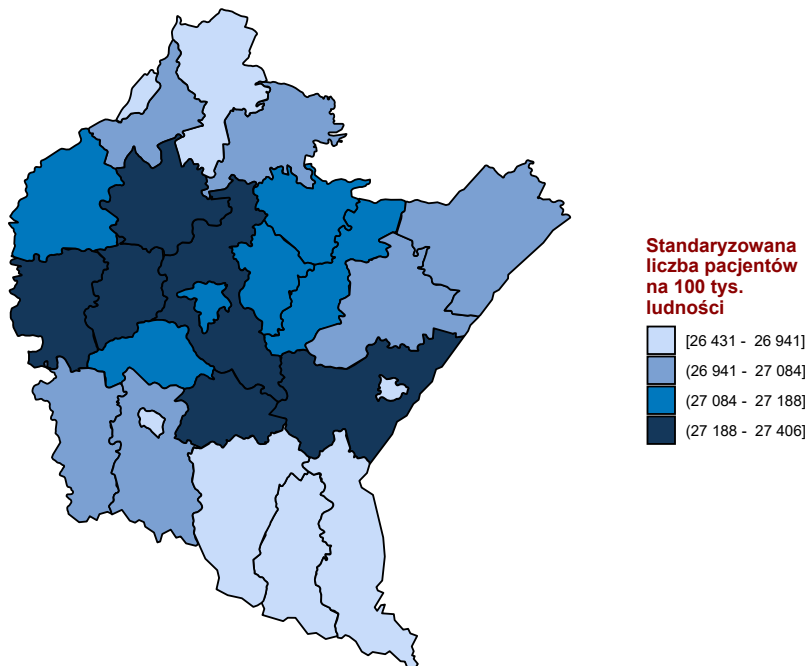 Standaryzowana
liczba pacjentów
na 100 tys.
ludności
[26 431 - 26 941]
(26 941 - 27 084]
(27 084 - 27 188]
(27 188 - 27 406]